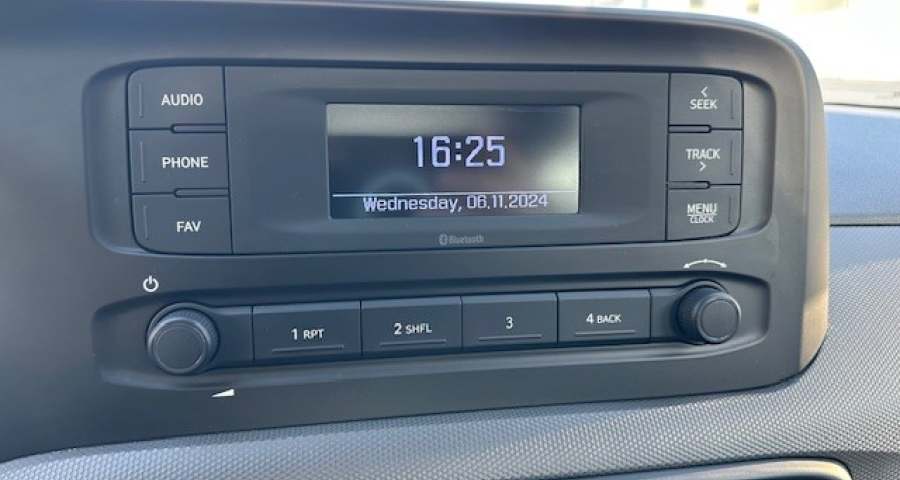 AUDIO
PHONE
FAV
16:25
Wednesday, 06.11.2024
Bluetooth
SEEK
TRACK
MENU
CLOCK
1 RPT
2 SHFL
3
4 BACK